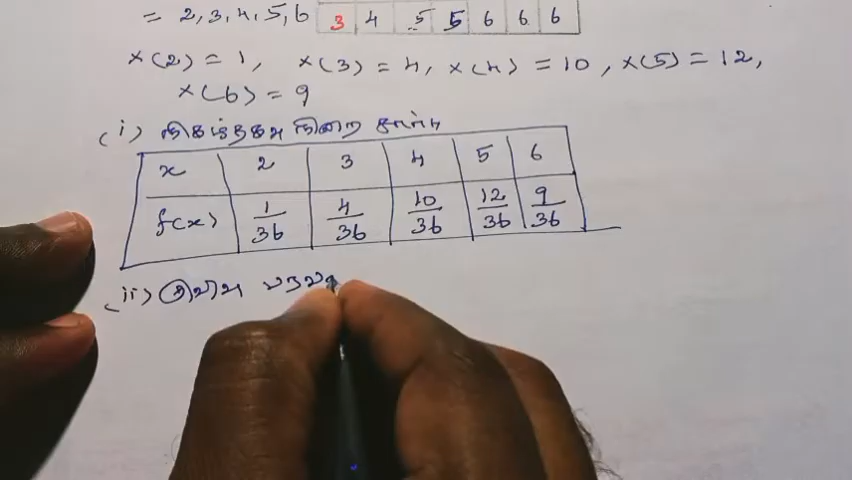 = 2, 3, 4, 5, 6 3 4 5 5 6 6 6
x(2) = 1, x(3) = 4, x(4) = 10, x(5) = 12,
x(6) = 9
(i) நிகழ்தகவு நிறை சார்பு
x 2 3 4 5 6
f(x) 1/36 4/36 10/36 12/36 9/36
(ii) குவிவு பரவ